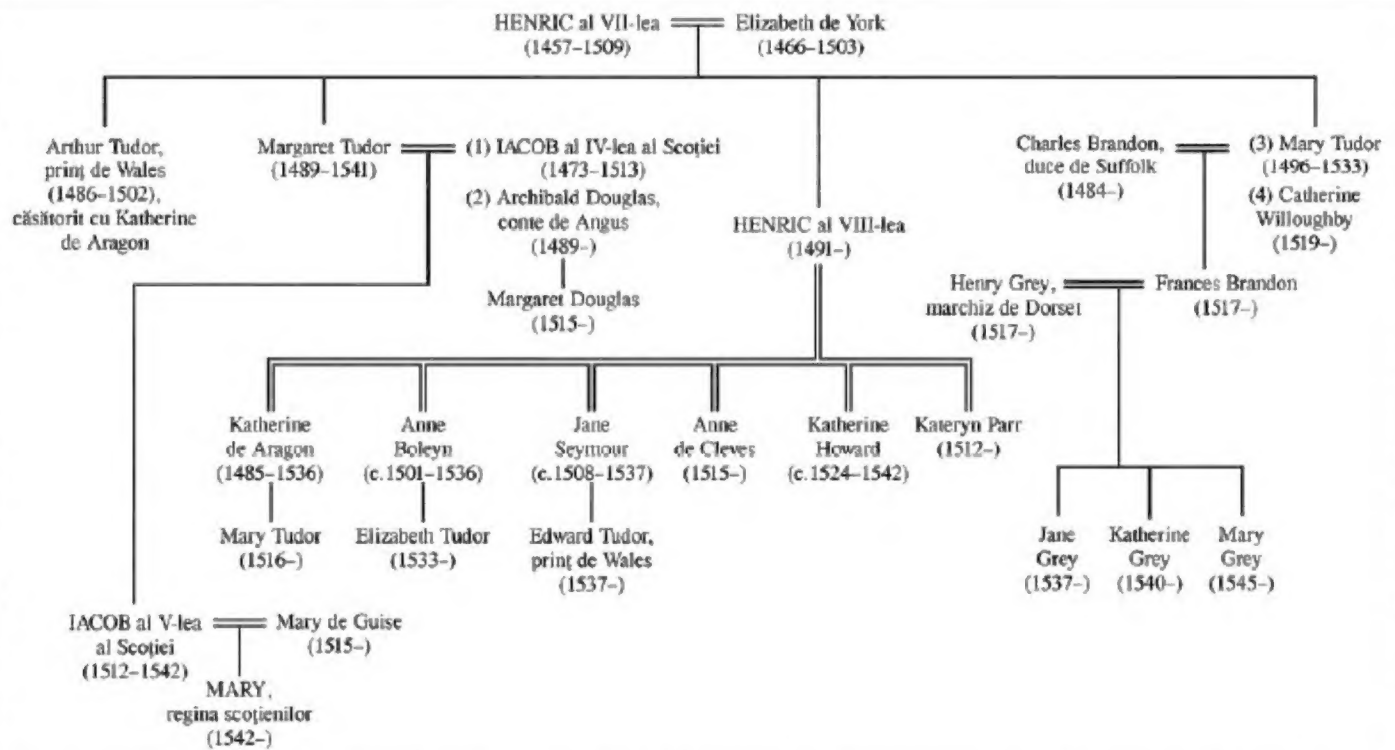 HENRIC al VII-lea
(1457–1509)
Elizabeth de York
(1466–1503)
Arthur Tudor,
prinţ de Wales
(1486–1502),
căsătorit cu Katherine
de Aragon
Margaret Tudor
(1489–1541)
(1) IACOB al IV-lea al Scoţiei
(1473–1513)
(2) Archibald Douglas,
conte de Angus
(1489–)
Margaret Douglas
(1515–)
HENRIC al VIII-lea
(1491–)
Charles Brandon,
duce de Suffolk
(1484–)
(3) Mary Tudor
(1496–1533)
(4) Catherine
Willoughby
(1519–)
Henry Grey,
marchiz de Dorset
(1517–)
Frances Brandon
(1517–)
Katherine
de Aragon
(1485–1536)
Anne
Boleyn
(c.1501–1536)
Jane
Seymour
(c.1508–1537)
Anne
de Cleves
(1515–)
Katherine
Howard
(c.1524–1542)
Kateryn Parr
(1512–)
Mary Tudor
(1516–)
Elizabeth Tudor
(1533–)
Edward Tudor,
prinţ de Wales
(1537–)
Jane
Grey
(1537–)
Katherine
Grey
(1540–)
Mary
Grey
(1545–)
IACOB al V-lea
al Scoţiei
(1512–1542)
Mary de Guise
(1515–)
MARY,
regina scoţienilor
(1542–)